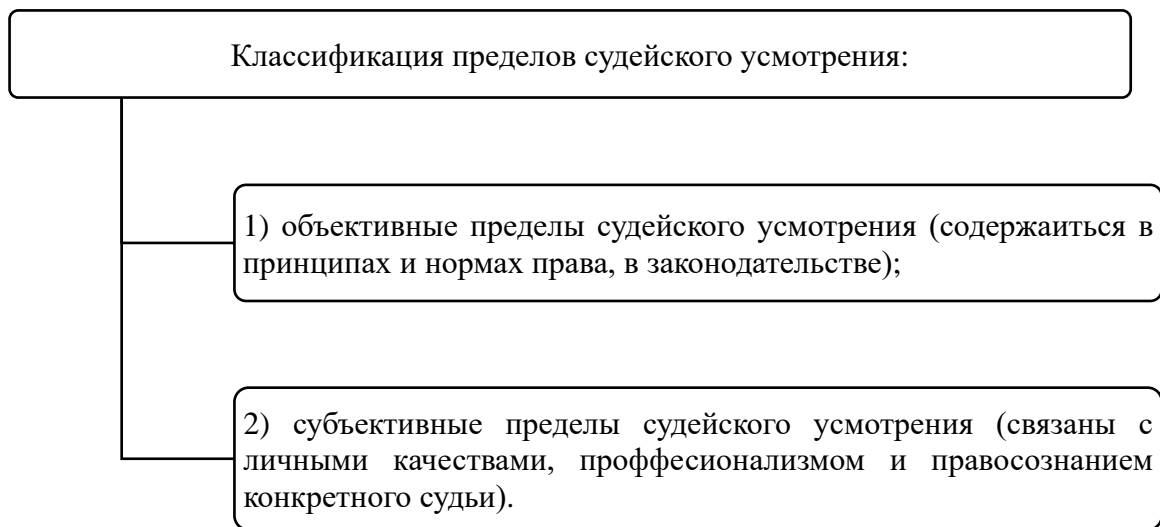 Классификация пределов судейского усмотрения:
1) объективные пределы судейского усмотрения (содержаиться в
принципах и нормах права, в законодательстве);
2) субъективные пределы судейского усмотрения (связаны с
личными качествами, проффесионализмом и правосознанием
конкретного судьи).